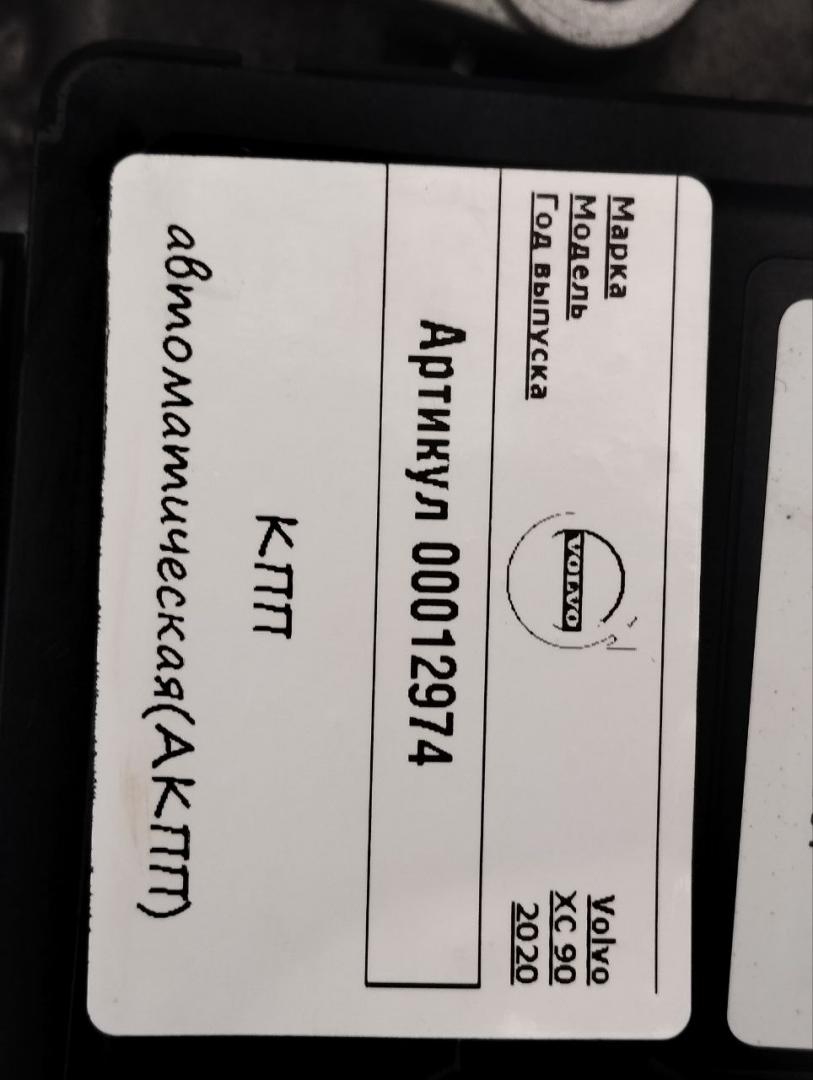 Марка Volvo
Модель XC 90
Год выпуска 2020
VOLVO
Артикул 00012974
КПП
автоматическая(АКПП)